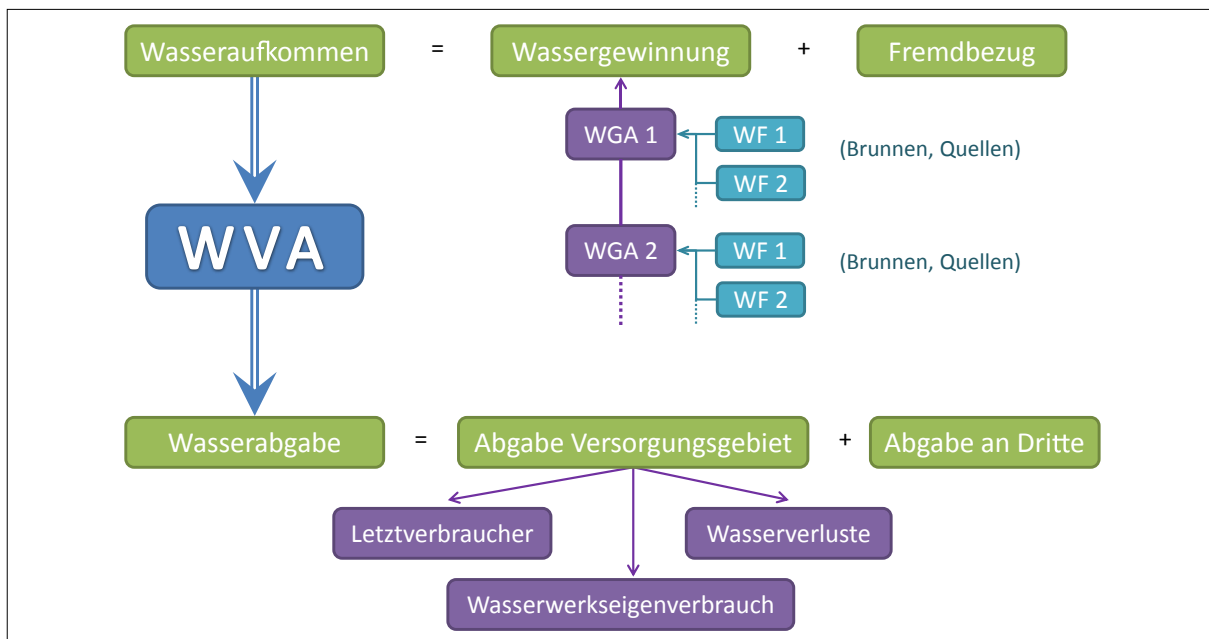 Wasseraufkommen = Wassergewinnung + Fremdbezug
WGA 1 WF 1 (Brunnen, Quellen)
WF 2
WVA
WGA 2 WF 1 (Brunnen, Quellen)
WF 2
Wasserabgabe = Abgabe Versorgungsgebiet + Abgabe an Dritte
Letztverbraucher Wasserverluste
Wasserwerkseigenverbrauch